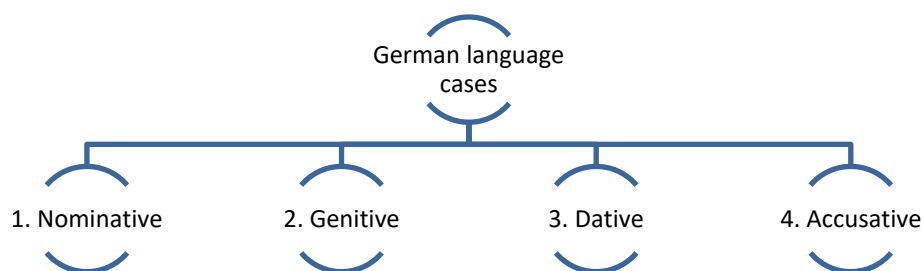 German language
cases
1. Nominative
2. Genitive
3. Dative
4. Accusative